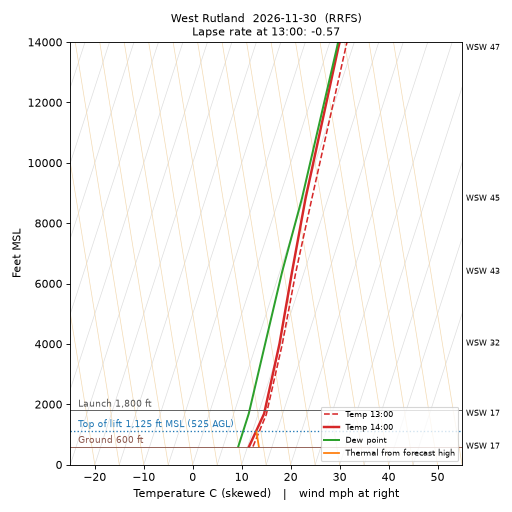 West Rutland  2026-11-30  (RRFS)
Lapse rate at 13:00: -0.57
14000
12000
10000
8000
6000
4000
2000
0
Feet MSL
WSW 47
WSW 45
WSW 43
WSW 32
WSW 17
WSW 17
Launch 1,800 ft
Top of lift 1,125 ft MSL (525 AGL)
Ground 600 ft
Temp 13:00
Temp 14:00
Dew point
Thermal from forecast high
−20 −10 0 10 20 30 40 50
Temperature C (skewed)   |   wind mph at right